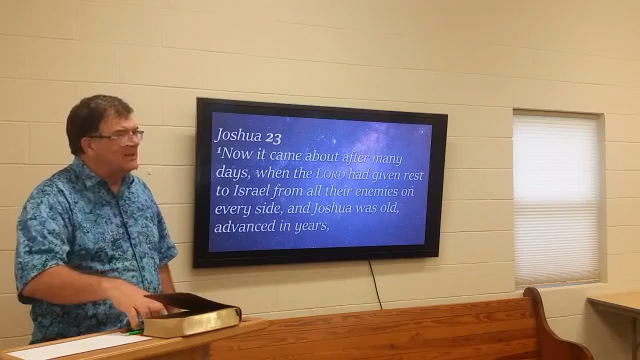 Joshua 23
¹Now it came about after many
days, when the LORD had given rest
to Israel from all their enemies on
every side, and Joshua was old,
advanced in years,